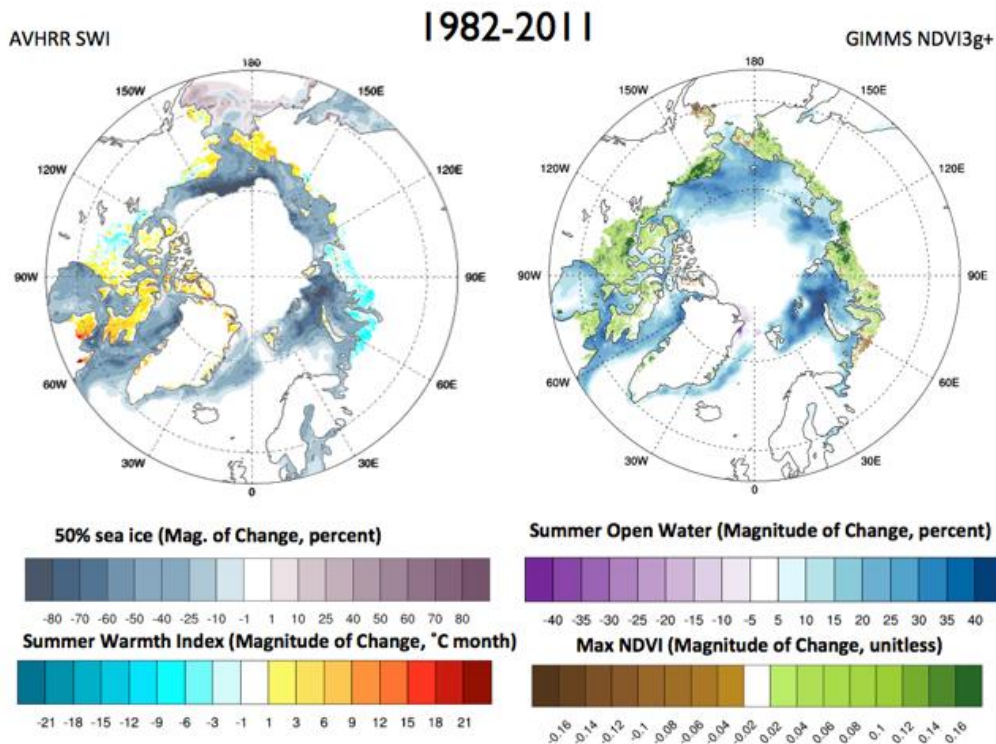 1982-2011
AVHRR SWI
GIMMS NDVI3g+
180
150W
150E
120W
90W
90E
60W
60E
30W
30E
0
180
150W
150E
120W
90W
90E
60W
60E
30W
30E
0
50% sea ice (Mag. of Change, percent)
-80 -70 -60 -50 -25 -10 -1 1 10 25 40 50 60 70 80
Summer Warmth Index (Magnitude of Change, ˚C month)
-21 -18 -15 -12 -9 -6 -3 -1 1 3 6 9 12 15 18 21
Summer Open Water (Magnitude of Change, percent)
-40 -35 -30 -25 -20 -15 -10 -5 5 10 15 20 25 30 35 40
Max NDVI (Magnitude of Change, unitless)
-0.16 -0.14 -0.12 -0.1 -0.08 -0.06 -0.04 -0.02 0.02 0.04 0.06 0.08 0.1 0.12 0.14 0.16